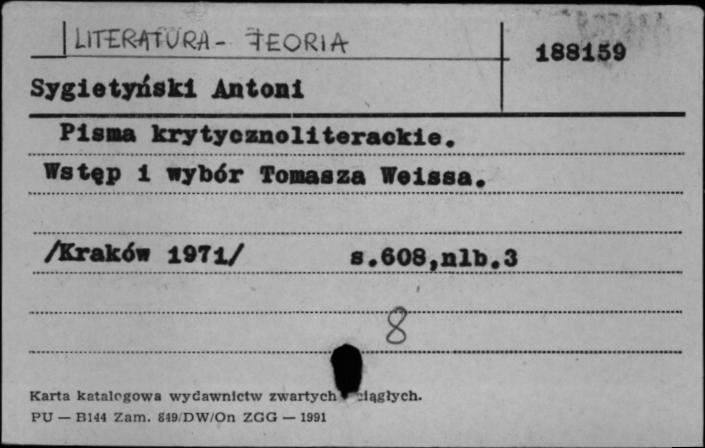 LITERATURA - TEORIA
188159
Sygietyński Antoni
Pisma krytycznoliterackie.
Wstęp i wybór Tomasza Weissa.
/Kraków 1971/ s.608,nlb.3
8
Karta katalogowa wydawnictw zwartych ciągłych.
PU — B144 Zam. 849/DW/On ZGG — 1991